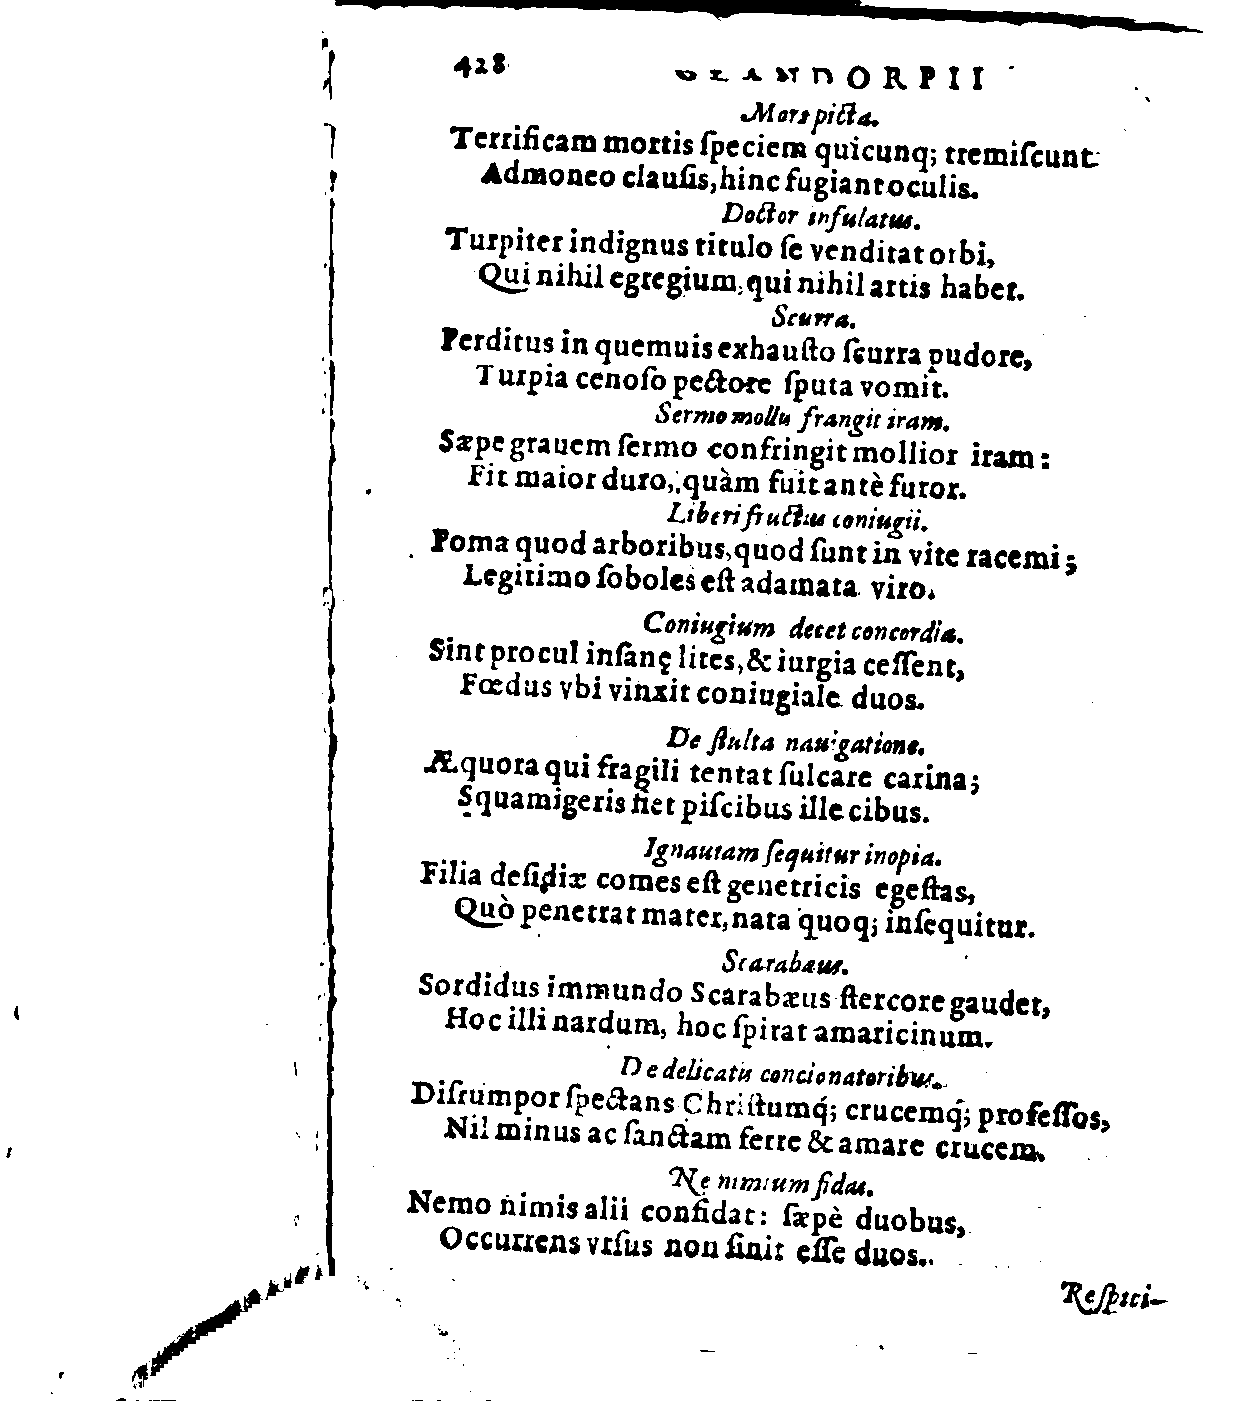 428 GLANDORPII
Mors picta.
Terrificam mortis ſpeciem quicunq; tremiſcunt
Admoneo clauſis, hinc fugiant oculis.
Doctor inſulatus.
Turpiter indignus titulo ſe venditat orbi,
Qui nihil egregium, qui nihil artis habet.
Scurra.
Perditus in quemuis exhauſto ſcurra pudore,
Turpia cenoſo pectore ſputa vomit.
Sermo mollis frangit iram.
Sæpe grauem ſermo confringit mollior iram:
Fit maior duro, quàm fuit antè furor.
Liberi fructus coniugii.
Poma quod arboribus, quod ſunt in vite racemi;
Legitimo ſoboles eſt adamata viro.
Coniugium decet concordia.
Sint procul inſanę lites, & iurgia ceſſent,
Fœdus vbi vinxit coniugiale duos.
De ſtulta nauigatione.
Æquora qui fragili tentat ſulcare carina;
Squamigeris fiet piſcibus ille cibus.
Ignauiam ſequitur inopia.
Filia deſidiæ comes eſt genetricis egeſtas,
Quò penetrat mater, nata quoq; inſequitur.
Scarabæus.
Sordidus immundo Scarabæus ſtercore gaudet,
Hoc illi nardum, hoc ſpirat amaricinum.
De delicatis concionatoribus.
Diſrumpor ſpectans Chriſtumq́; crucemq́; profeſſos,
Nil minus ac ſanctam ferre & amare crucem.
Ne nimium fidas.
Nemo nimis alii confidat: ſæpè duobus,
Occurrens vrſus non ſinit eſſe duos.
Reſpici-